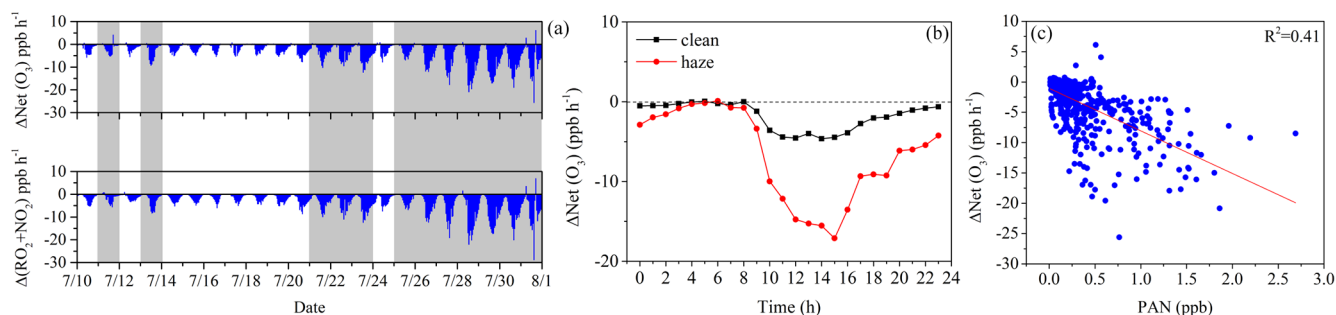 (a)
ΔNet (O₃) ppb h⁻¹
10
0
-10
-20
-30
Δ(RO₂+NO₂) ppb h⁻¹
10
0
-10
-20
-30
7/10 7/12 7/14 7/16 7/18 7/20 7/22 7/24 7/26 7/28 7/30 8/1
Date
(b)
clean
haze
ΔNet (O₃) (ppb h⁻¹)
10
0
-10
-20
0 2 4 6 8 10 12 14 16 18 20 22 24
Time (h)
(c)
R²=0.41
ΔNet (O₃) (ppb h⁻¹)
10
5
0
-5
-10
-15
-20
-25
-30
0.0 0.5 1.0 1.5 2.0 2.5 3.0
PAN (ppb)